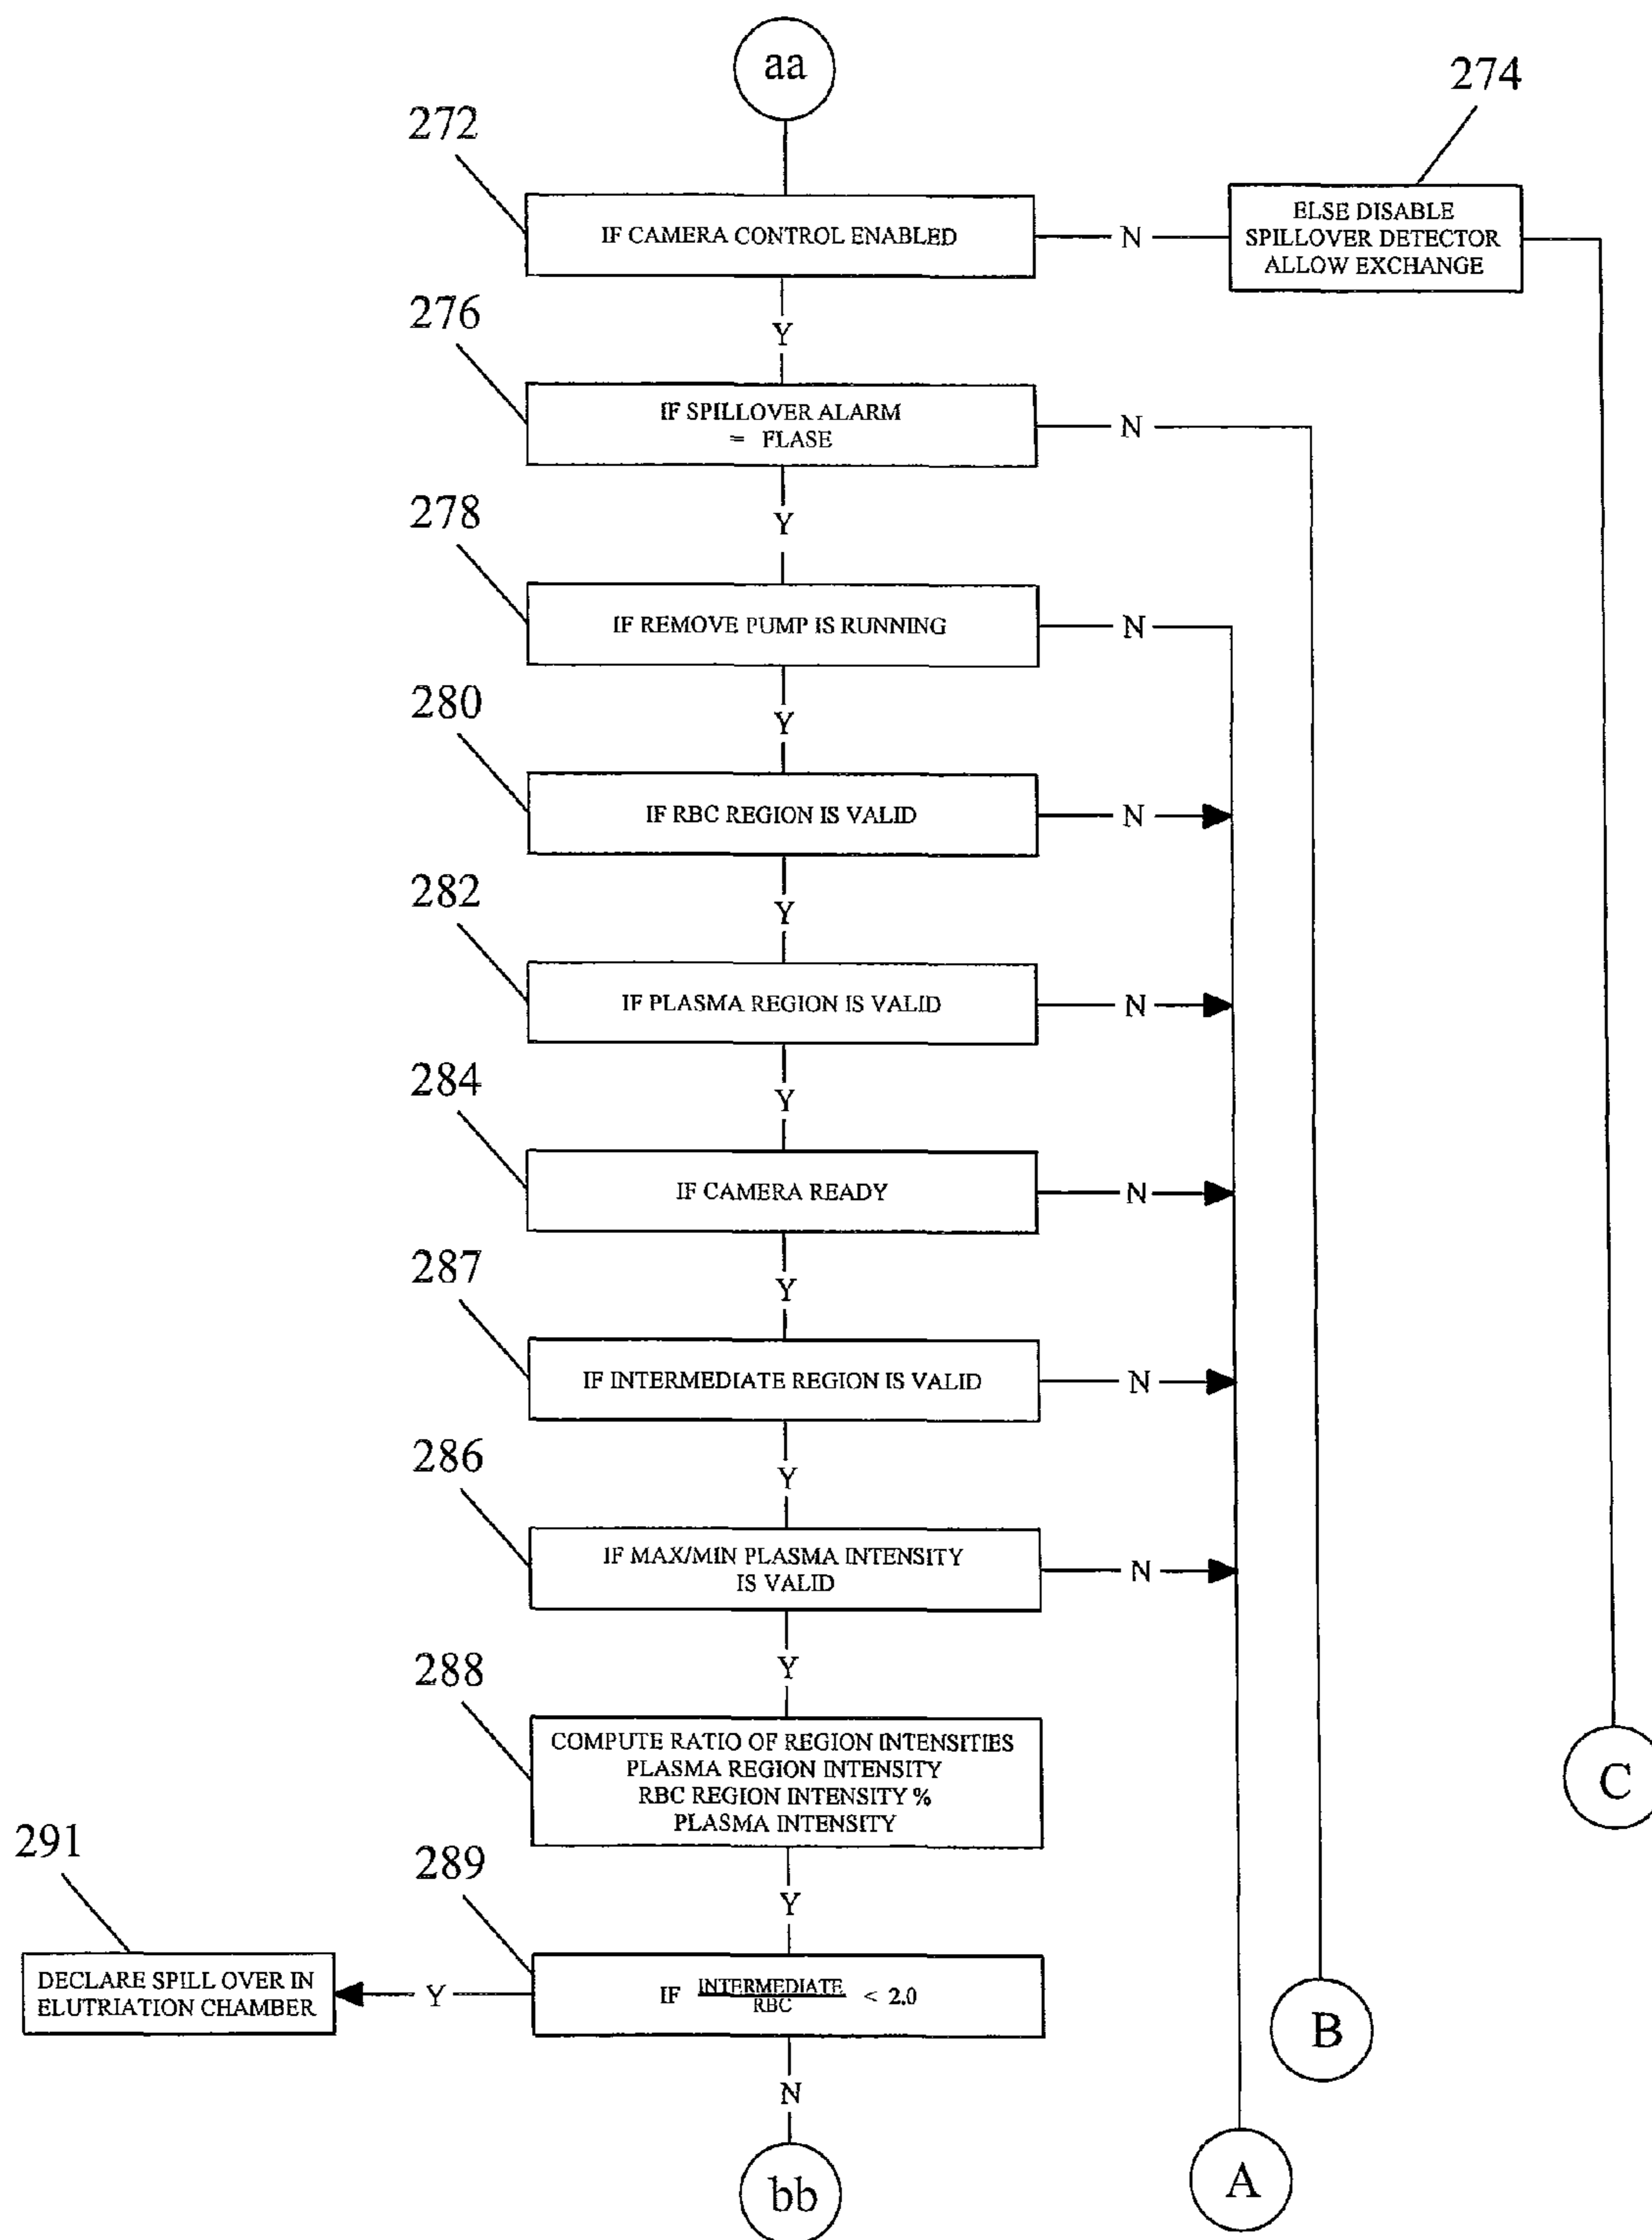 aa
274
272
IF CAMERA CONTROL ENABLED
N
ELSE DISABLE
SPILLOVER DETECTOR
ALLOW EXCHANGE
Y
276
IF SPILLOVER ALARM
= FLASE
N
Y
278
IF REMOVE PUMP IS RUNNING
N
Y
280
IF RBC REGION IS VALID
N
Y
282
IF PLASMA REGION IS VALID
N
Y
284
IF CAMERA READY
N
Y
287
IF INTERMEDIATE REGION IS VALID
N
Y
286
IF MAX/MIN PLASMA INTENSITY
IS VALID
N
Y
288
COMPUTE RATIO OF REGION INTENSITIES
PLASMA REGION INTENSITY
RBC REGION INTENSITY %
PLASMA INTENSITY
C
Y
291
289
DECLARE SPILL OVER IN
ELUTRIATION CHAMBER
Y
IF INTERMEDIATE/RBC < 2.0
B
N
bb
A